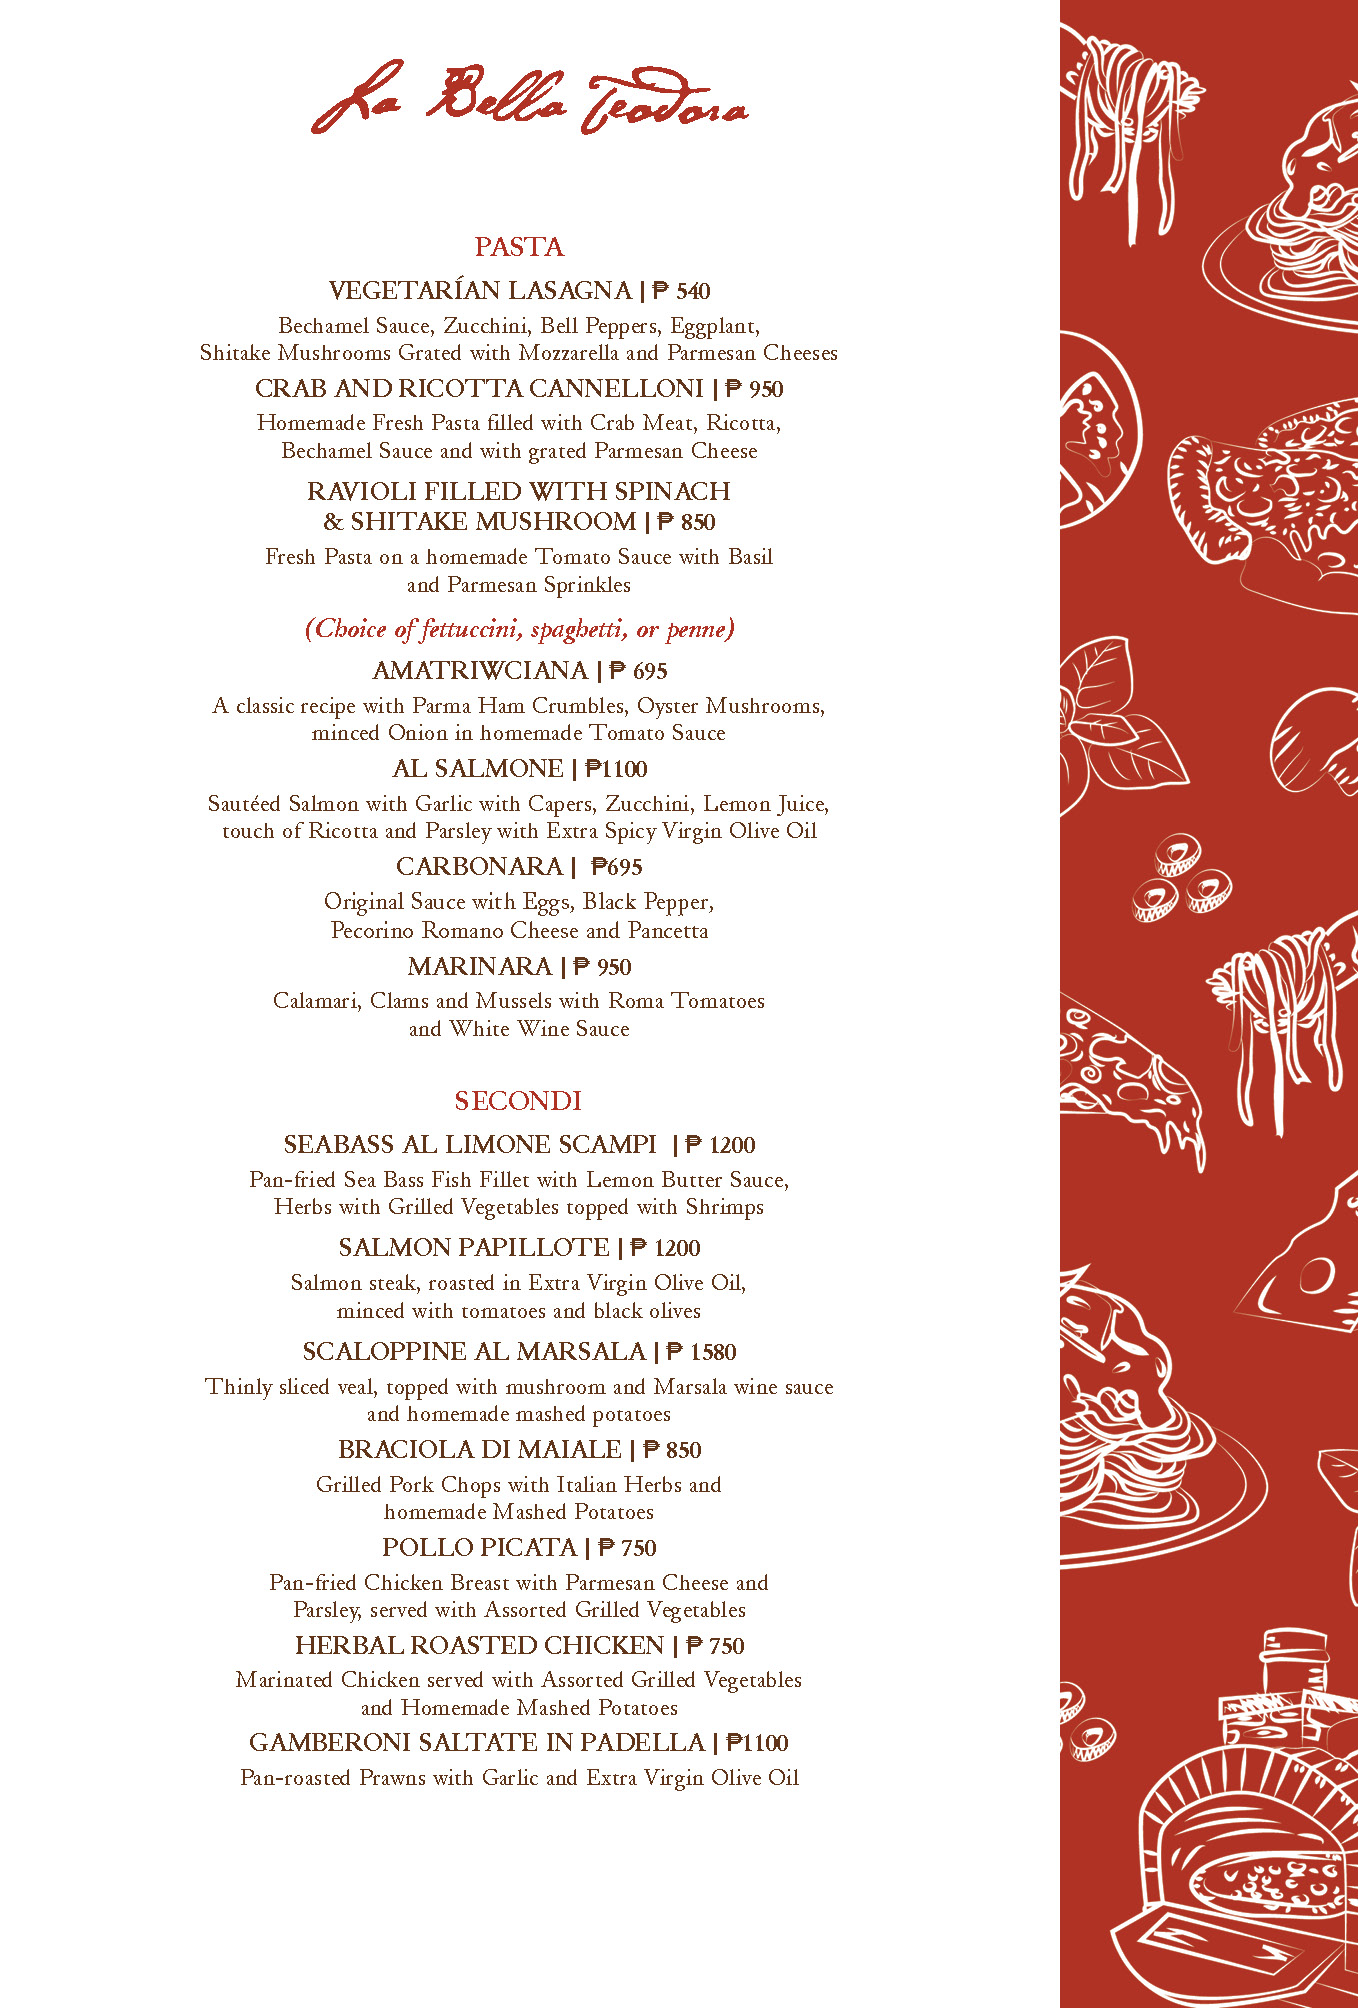 La Bella Teodora
PASTA
VEGETARÍAN LASAGNA | ₱ 540
Bechamel Sauce, Zucchini, Bell Peppers, Eggplant,
Shitake Mushrooms Grated with Mozzarella and Parmesan Cheeses
CRAB AND RICOTTA CANNELLONI | ₱ 950
Homemade Fresh Pasta filled with Crab Meat, Ricotta,
Bechamel Sauce and with grated Parmesan Cheese
RAVIOLI FILLED WITH SPINACH
& SHITAKE MUSHROOM | ₱ 850
Fresh Pasta on a homemade Tomato Sauce with Basil
and Parmesan Sprinkles
(Choice of fettuccini, spaghetti, or penne)
AMATRIWCIANA | ₱ 695
A classic recipe with Parma Ham Crumbles, Oyster Mushrooms,
minced Onion in homemade Tomato Sauce
AL SALMONE | ₱1100
Sautéed Salmon with Garlic with Capers, Zucchini, Lemon Juice,
touch of Ricotta and Parsley with Extra Spicy Virgin Olive Oil
CARBONARA | ₱695
Original Sauce with Eggs, Black Pepper,
Pecorino Romano Cheese and Pancetta
MARINARA | ₱ 950
Calamari, Clams and Mussels with Roma Tomatoes
and White Wine Sauce
SECONDI
SEABASS AL LIMONE SCAMPI | ₱ 1200
Pan-fried Sea Bass Fish Fillet with Lemon Butter Sauce,
Herbs with Grilled Vegetables topped with Shrimps
SALMON PAPILLOTE | ₱ 1200
Salmon steak, roasted in Extra Virgin Olive Oil,
minced with tomatoes and black olives
SCALOPPINE AL MARSALA | ₱ 1580
Thinly sliced veal, topped with mushroom and Marsala wine sauce
and homemade mashed potatoes
BRACIOLA DI MAIALE | ₱ 850
Grilled Pork Chops with Italian Herbs and
homemade Mashed Potatoes
POLLO PICATA | ₱ 750
Pan-fried Chicken Breast with Parmesan Cheese and
Parsley, served with Assorted Grilled Vegetables
HERBAL ROASTED CHICKEN | ₱ 750
Marinated Chicken served with Assorted Grilled Vegetables
and Homemade Mashed Potatoes
GAMBERONI SALTATE IN PADELLA | ₱1100
Pan-roasted Prawns with Garlic and Extra Virgin Olive Oil